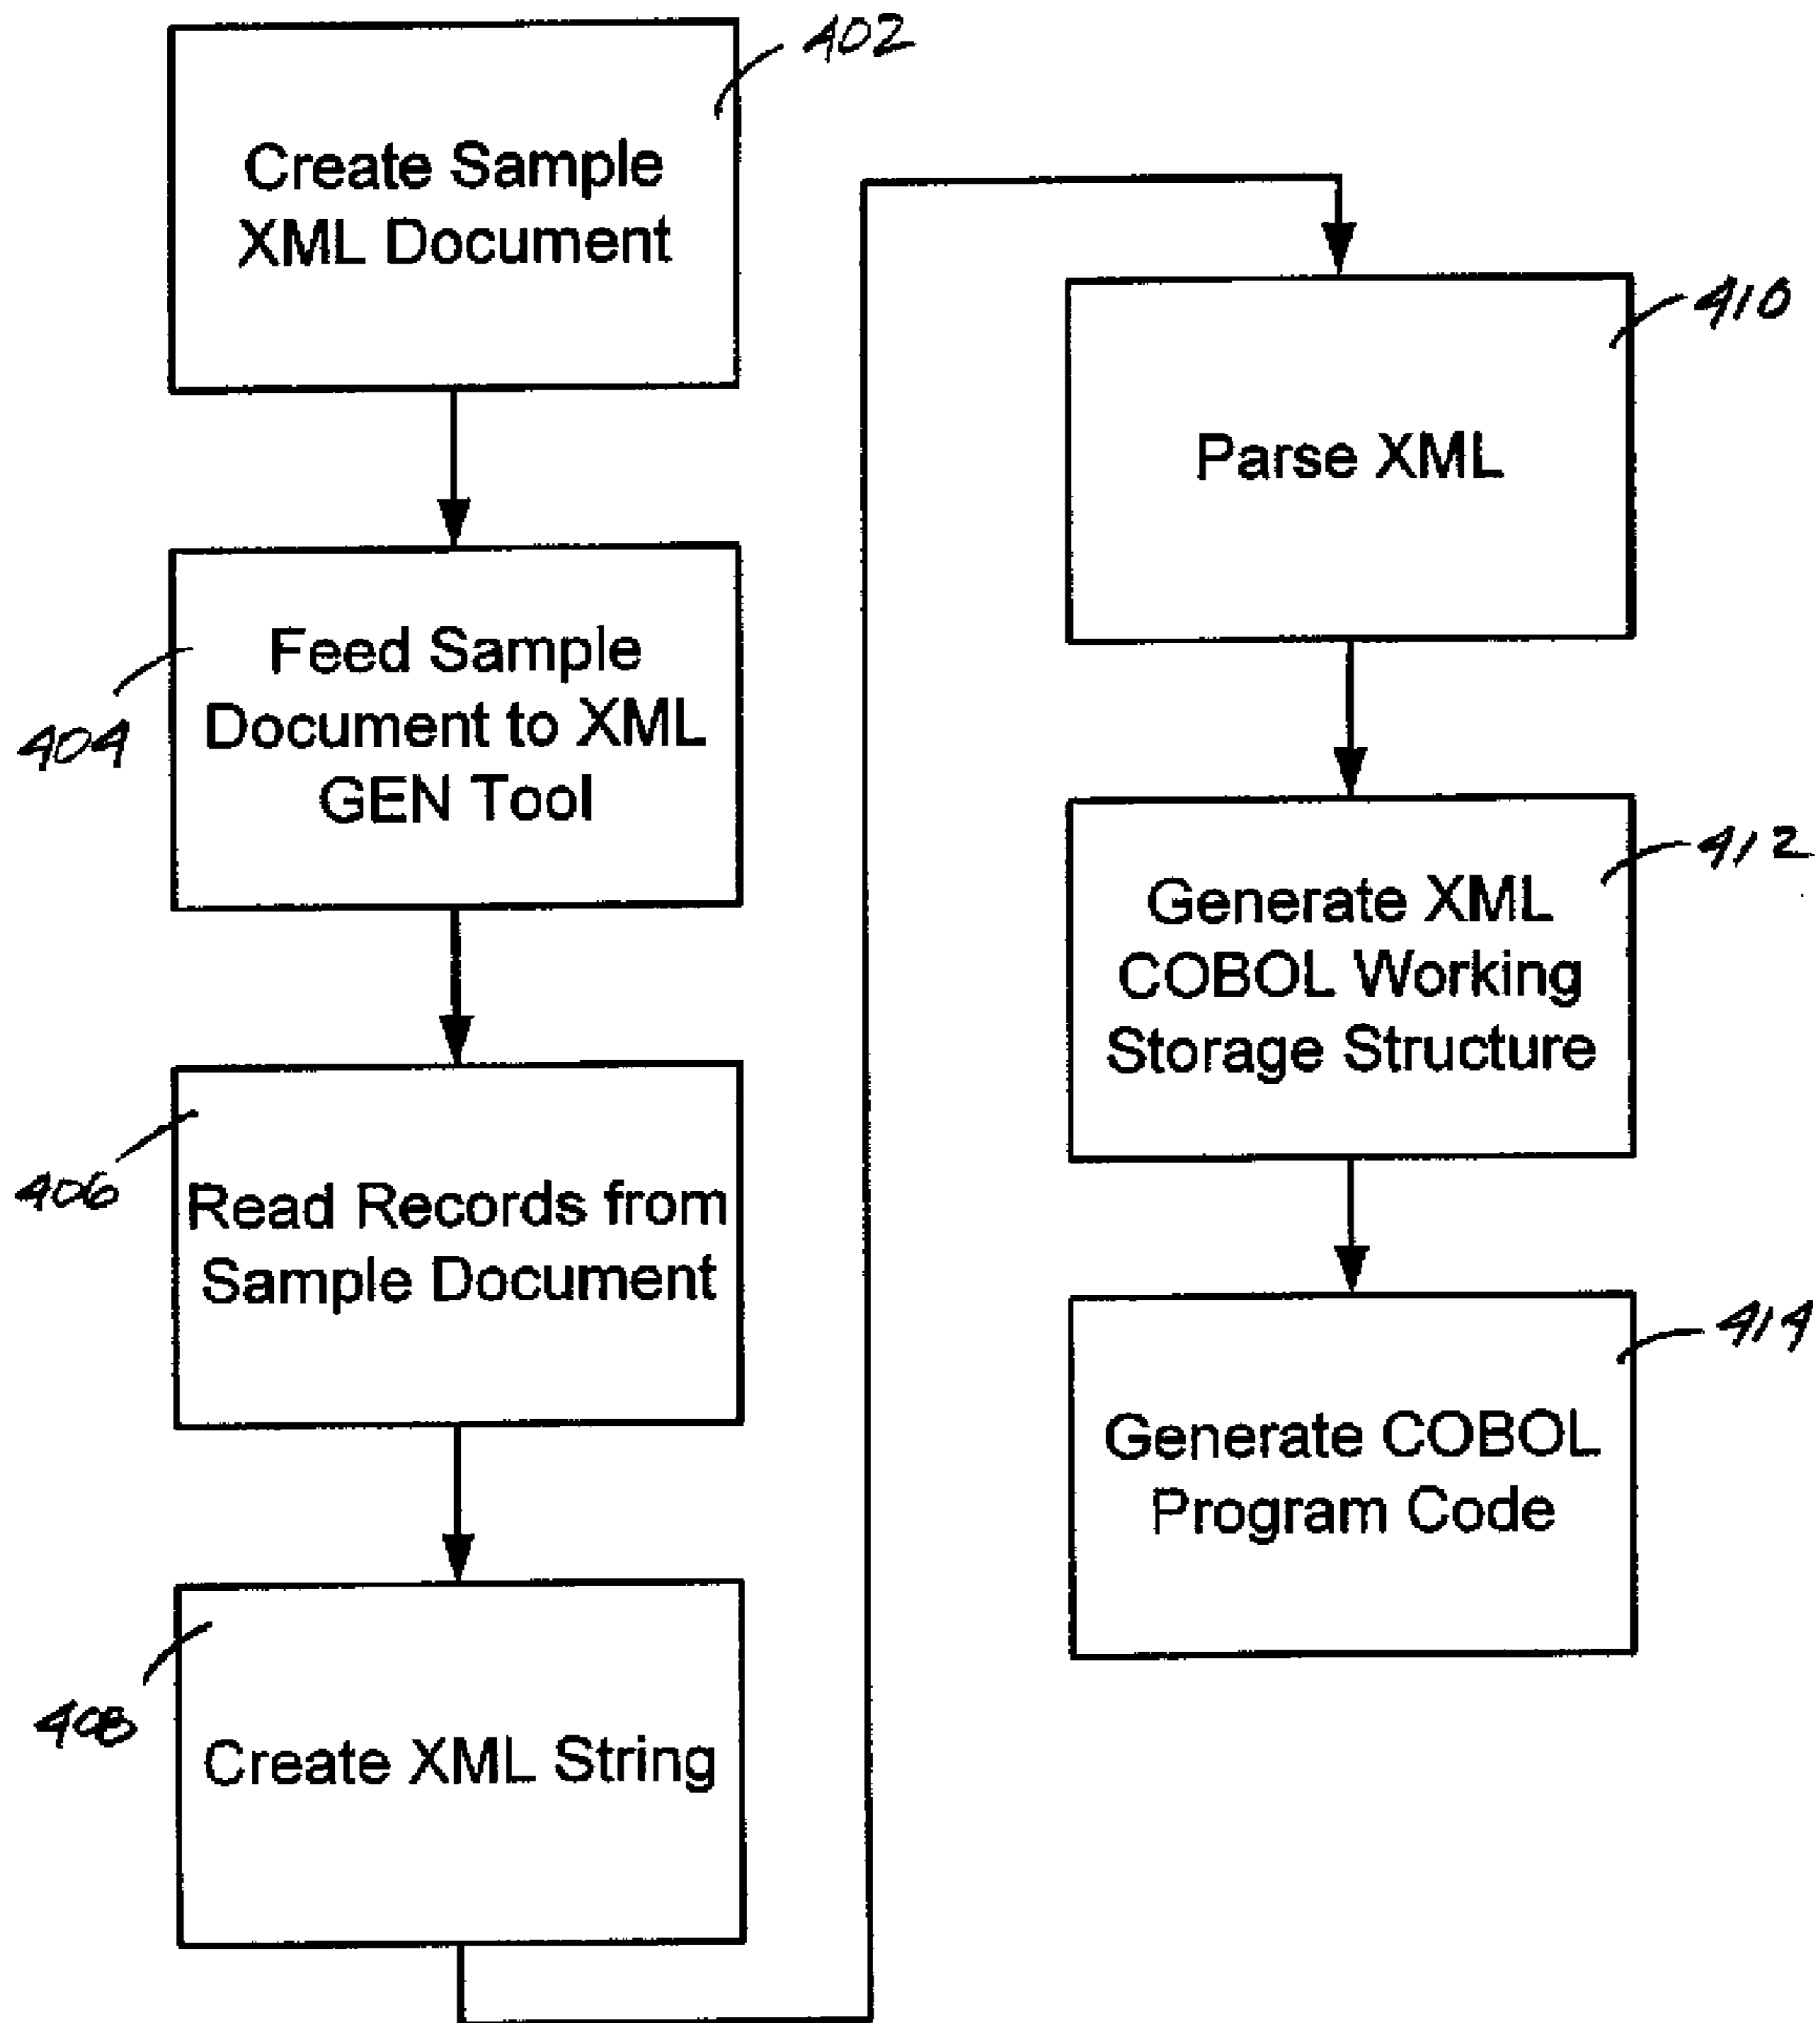 402
Create Sample
XML Document
404
Feed Sample
Document to XML
GEN Tool
406
Read Records from
Sample Document
408
Create XML String
410
Parse XML
412
Generate XML
COBOL Working
Storage Structure
414
Generate COBOL
Program Code